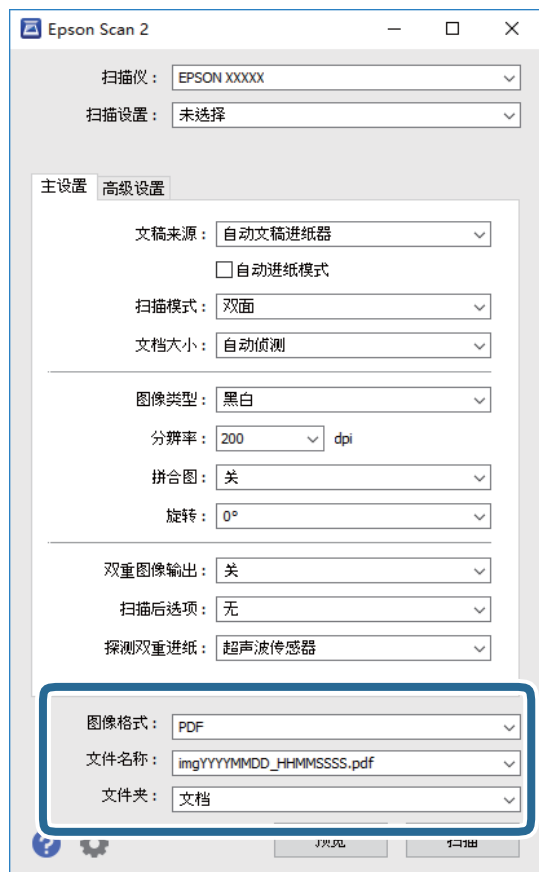 Epson Scan 2
扫描仪： EPSON XXXXX
扫描设置： 未选择
主设置 高级设置
文稿来源： 自动文稿进纸器
自动进纸模式
扫描模式： 双面
文档大小： 自动侦测
图像类型： 黑白
分辨率： 200 dpi
拼合图： 关
旋转： 0°
双重图像输出： 关
扫描后选项： 无
探测双重进纸： 超声波传感器
图像格式： PDF
文件名称： imgYYYYMMDD_HHMMSSSS.pdf
文件夹： 文档
? 预览 扫描